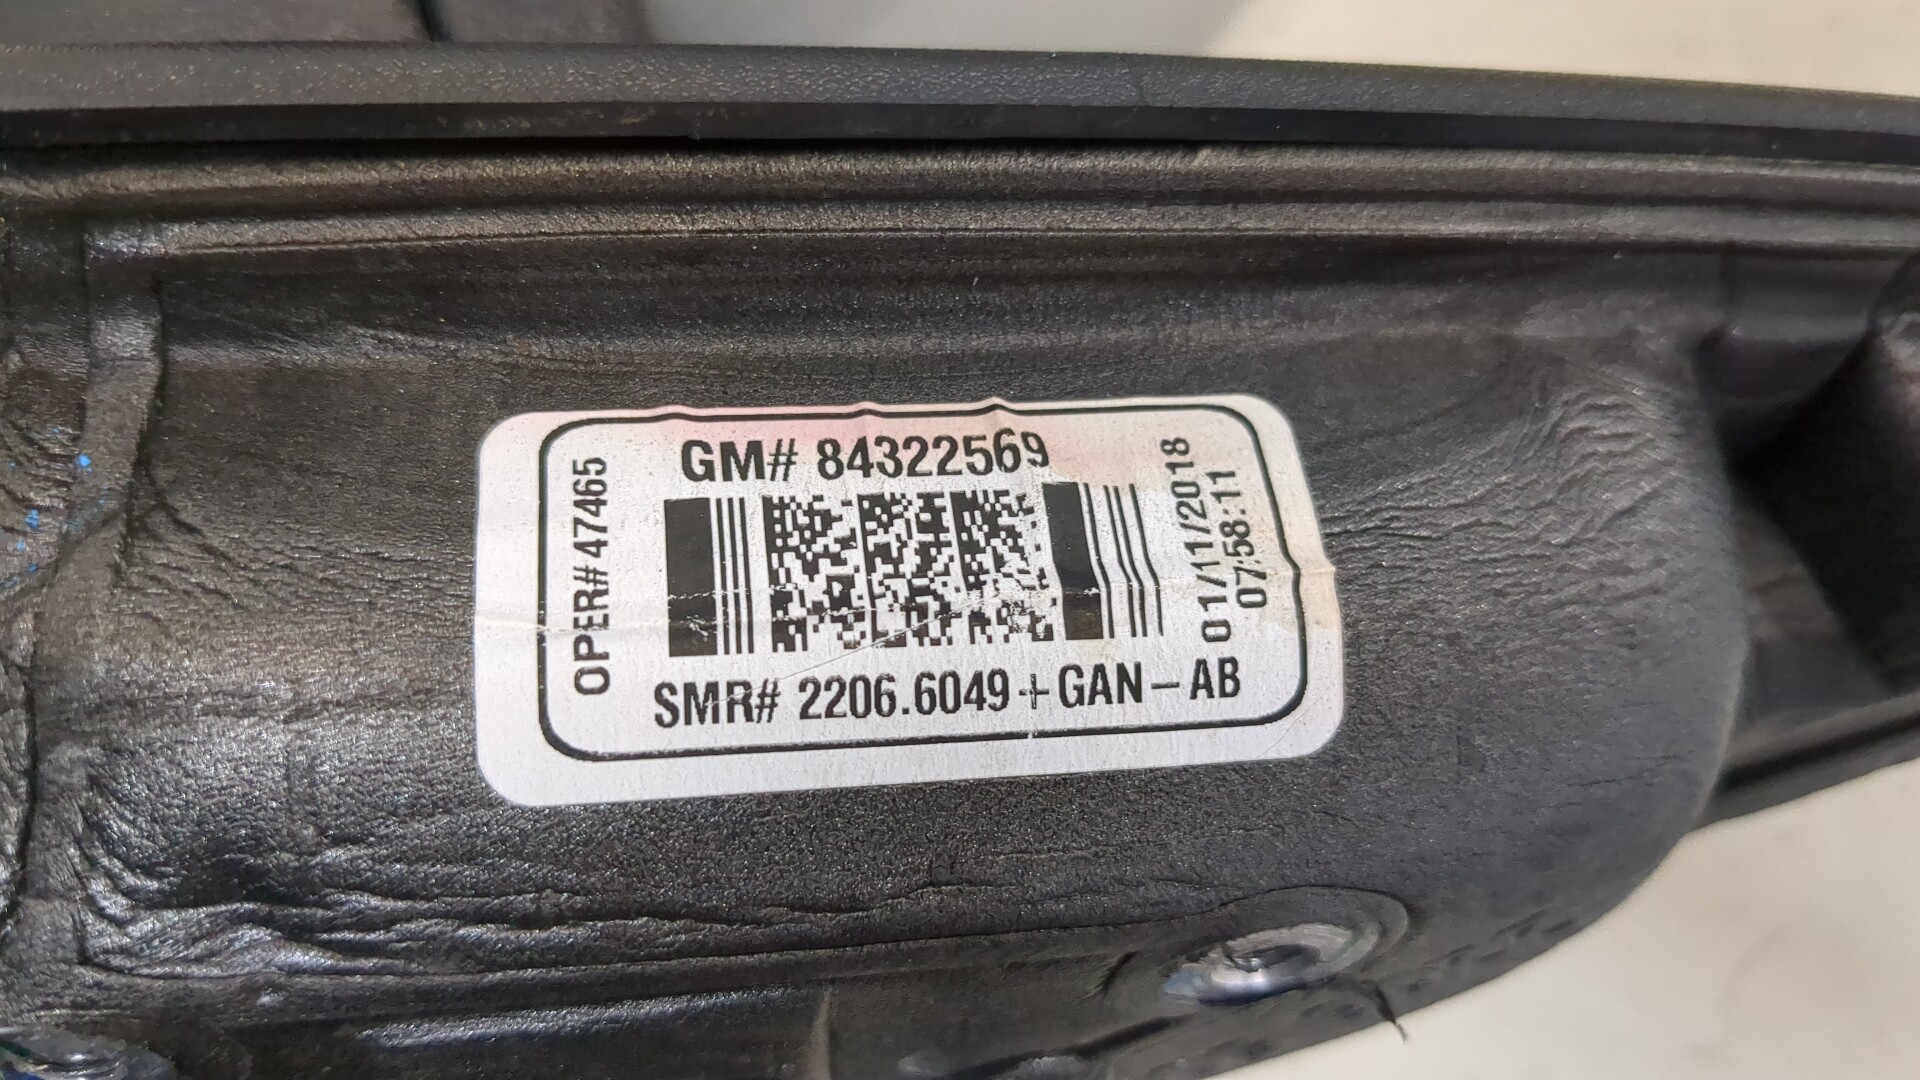 GM# 84322569
OPER# 47465
01/11/2018
07:58:11
SMR# 2206.6049+GAN-AB